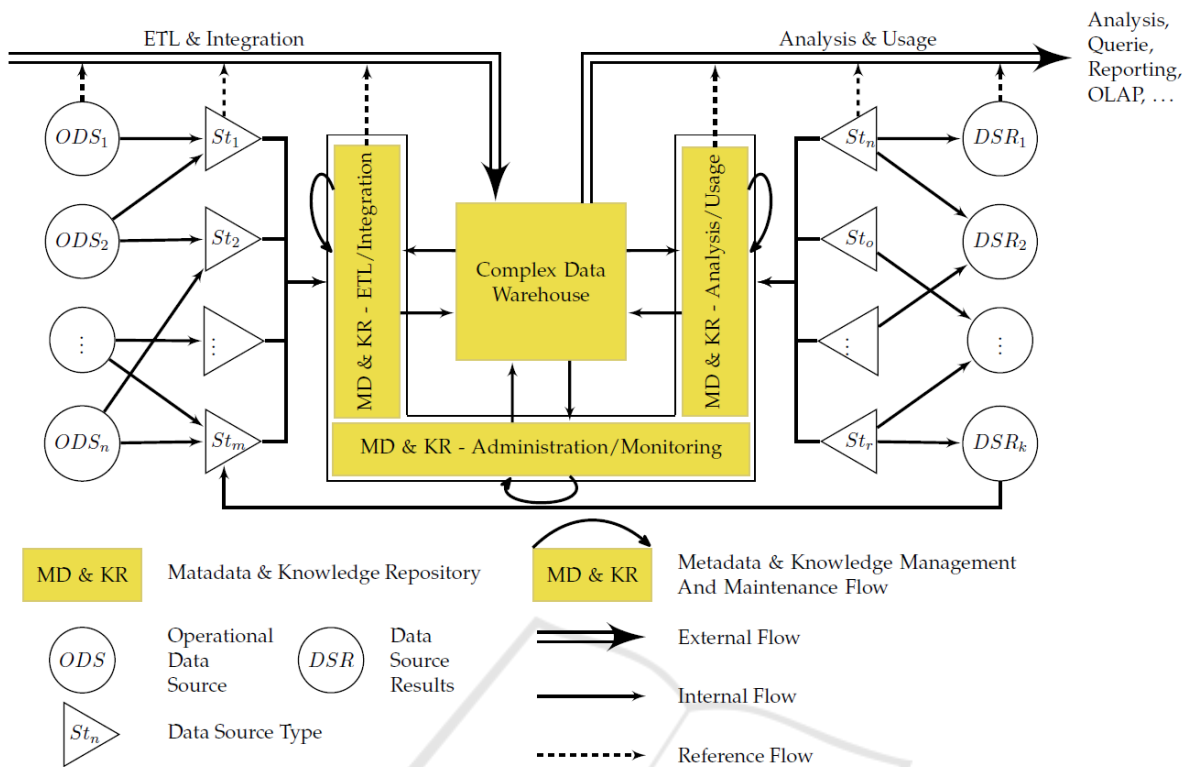 ETL & Integration
Analysis & Usage
Analysis,
Querie,
Reporting,
OLAP, ...
ODS₁
St₁
Stₙ
DSR₁
ODS₂
St₂
Stₒ
DSR₂
⋮
⋮
⋮
⋮
ODSₙ
Stₘ
Stᵣ
DSRₖ
MD & KR - ETL/Integration
Complex Data
Warehouse
MD & KR - Analysis/Usage
MD & KR - Administration/Monitoring
MD & KR
Matadata & Knowledge Repository
MD & KR
Metadata & Knowledge Management
And Maintenance Flow
ODS
Operational
Data
Source
DSR
Data
Source
Results
External Flow
Internal Flow
Stₙ
Data Source Type
Reference Flow